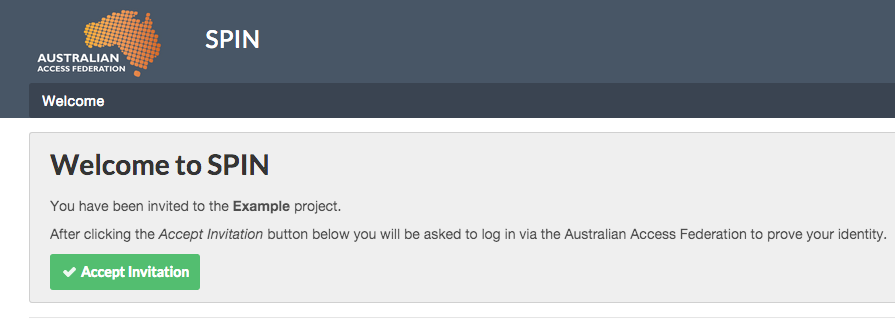 AUSTRALIAN
ACCESS FEDERATION
SPIN
Welcome
Welcome to SPIN
You have been invited to the Example project.
After clicking the Accept Invitation button below you will be asked to log in via the Australian Access Federation to prove your identity.
Accept Invitation